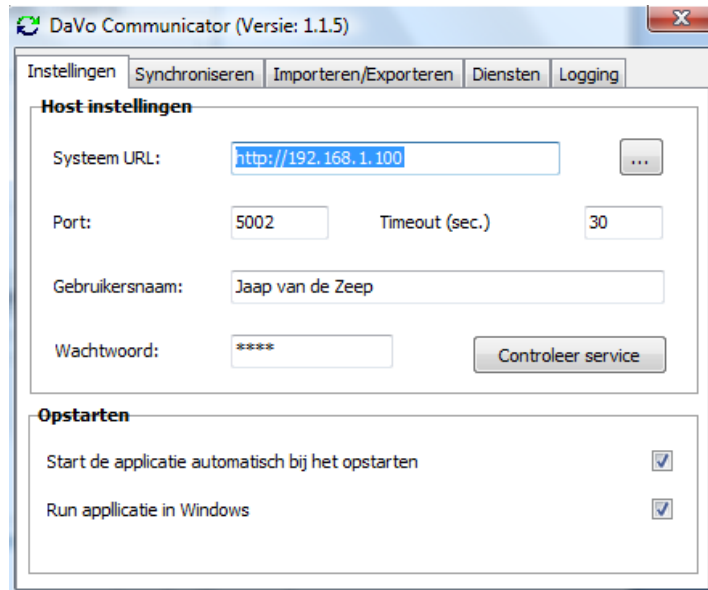 DaVo Communicator (Versie: 1.1.5)
Instellingen Synchroniseren Importeren/Exporteren Diensten Logging
Host instellingen
Systeem URL: http://192.168.1.100 ...
Port: 5002 Timeout (sec.) 30
Gebruikersnaam: Jaap van de Zeep
Wachtwoord: **** Controleer service
Opstarten
Start de applicatie automatisch bij het opstarten
Run appllicatie in Windows